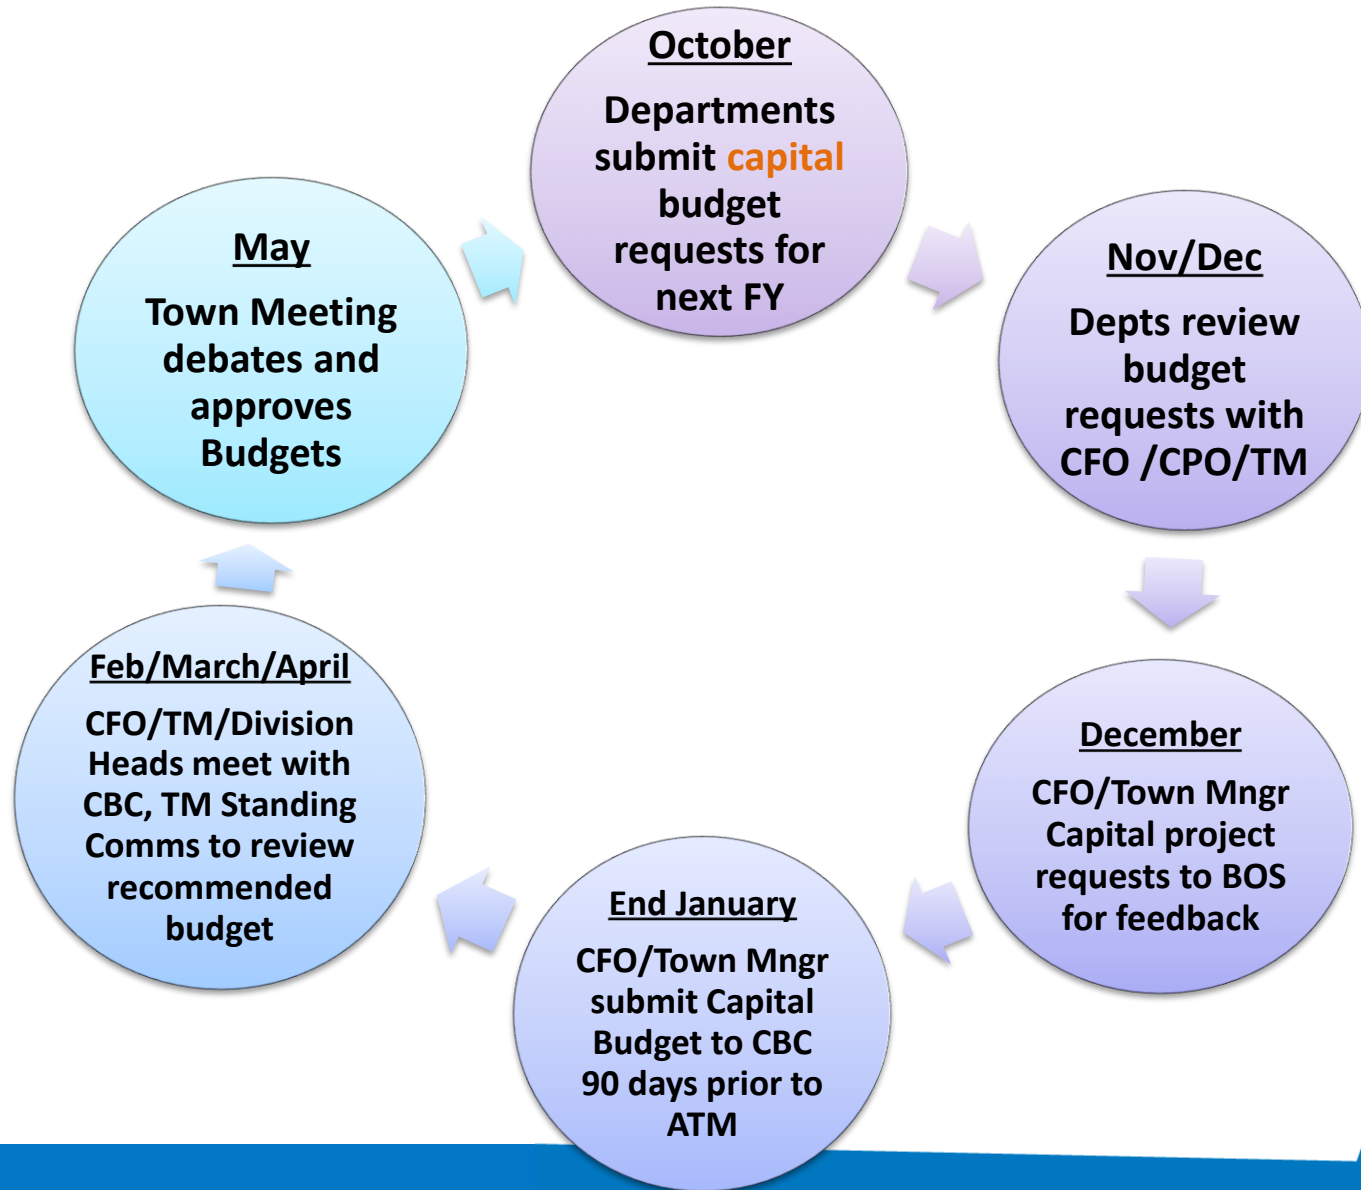 October
Departments
submit capital
budget
requests for
next FY
Nov/Dec
Depts review
budget
requests with
CFO /CPO/TM
December
CFO/Town Mngr
Capital project
requests to BOS
for feedback
End January
CFO/Town Mngr
submit Capital
Budget to CBC
90 days prior to
ATM
Feb/March/April
CFO/TM/Division
Heads meet with
CBC, TM Standing
Comms to review
recommended
budget
May
Town Meeting
debates and
approves
Budgets